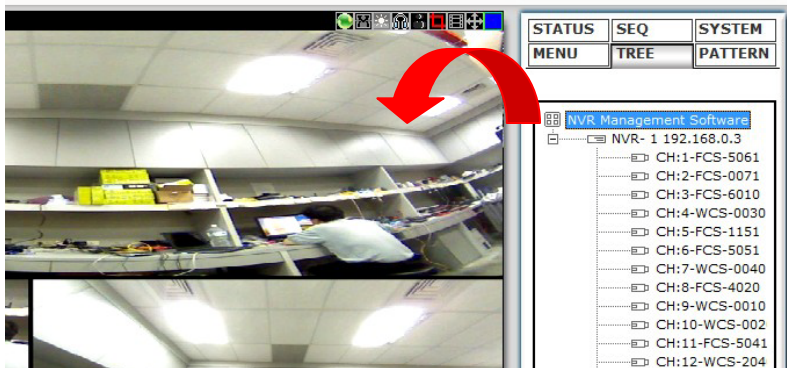 STATUS SEQ SYSTEM
MENU TREE PATTERN
NVR Management Software
NVR- 1 192.168.0.3
CH:1-FCS-5061
CH:2-FCS-0071
CH:3-FCS-6010
CH:4-WCS-0030
CH:5-FCS-1151
CH:6-FCS-5051
CH:7-WCS-0040
CH:8-FCS-4020
CH:9-WCS-0010
CH:10-WCS-002
CH:11-FCS-5041
CH:12-WCS-204